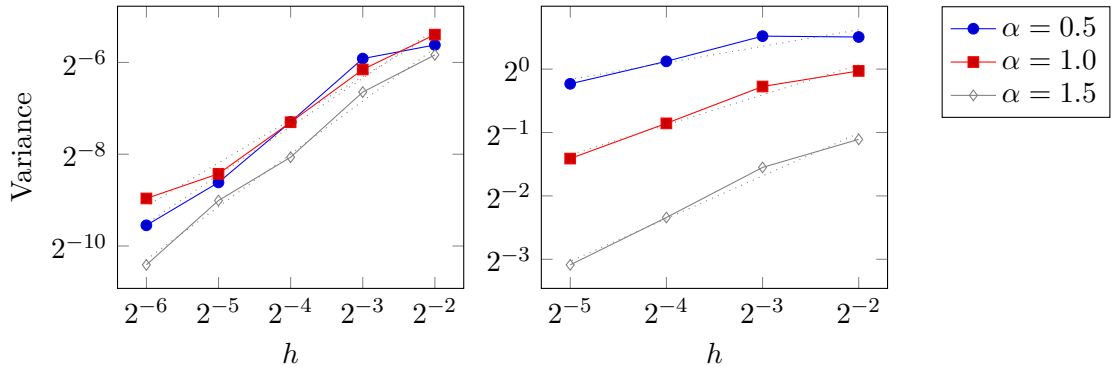 Variance
2^{-6}
2^{-8}
2^{-10}
2^{-6} 2^{-5} 2^{-4} 2^{-3} 2^{-2}
h
2^{0}
2^{-1}
2^{-2}
2^{-3}
2^{-5} 2^{-4} 2^{-3} 2^{-2}
h
α = 0.5
α = 1.0
α = 1.5